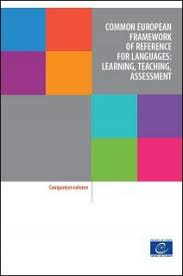 COMMON EUROPEAN
FRAMEWORK
OF REFERENCE
FOR LANGUAGES:
LEARNING, TEACHING,
ASSESSMENT
Companion volume